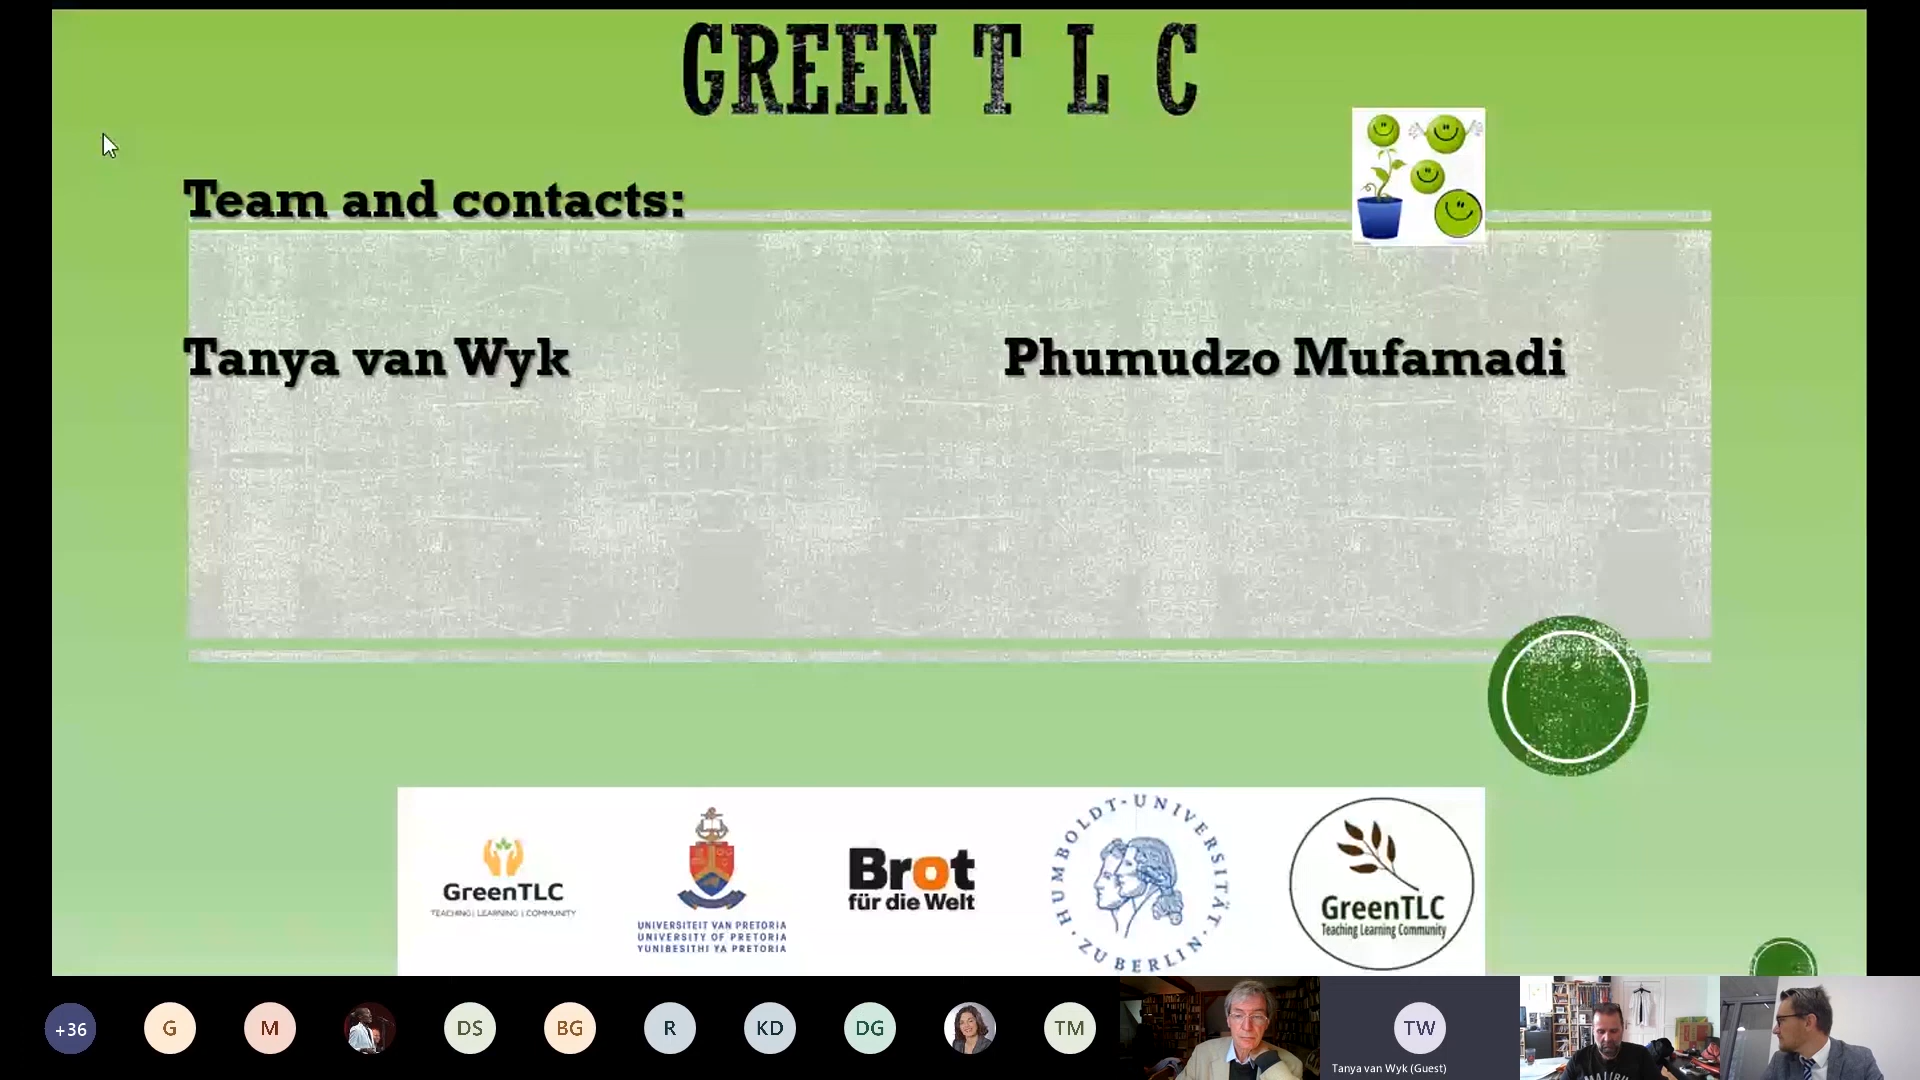 GREEN T L C
Team and contacts:
Tanya van Wyk
Phumudzo Mufamadi
GreenTLC
TEACHING | LEARNING | COMMUNITY
UNIVERSITEIT VAN PRETORIA
UNIVERSITY OF PRETORIA
YUNIBESITHI YA PRETORIA
Brot
für die Welt
HUMBOLDT-UNIVERSITÄT
ZU BERLIN
GreenTLC
Teaching Learning Community
+36
G
M
DS
BG
R
KD
DG
TM
TW
Tanya van Wyk (Guest)
MALIBU